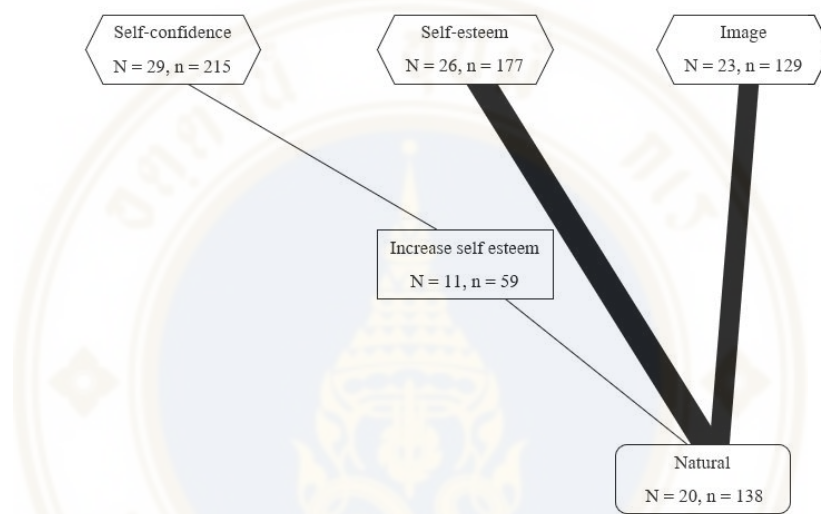 Self-confidence
N = 29, n = 215
Self-esteem
N = 26, n = 177
Image
N = 23, n = 129
Increase self esteem
N = 11, n = 59
Natural
N = 20, n = 138